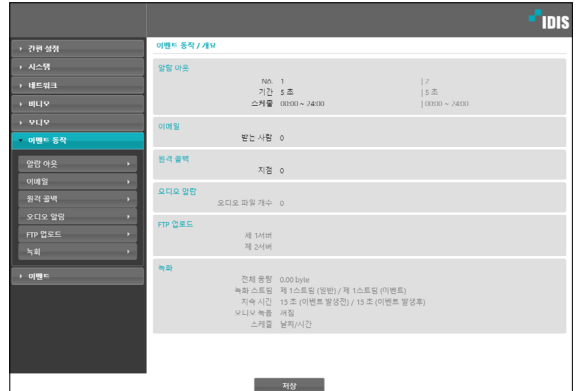 IDIS
간편 설정
시스템
네트워크
비디오
오디오
이벤트 동작
알람 아웃
이메일
원격 콜백
오디오 알람
FTP 업로드
녹화
이벤트
이벤트 동작 / 개요
알람 아웃
No. 1 | 2
기간 5 초 | 5 초
스케줄 00:00 ~ 24:00 | 00:00 ~ 24:00
이메일
받는 사람 0
원격 콜백
지점 0
오디오 알람
오디오 파일 개수 0
FTP 업로드
제 1서버
제 2서버
녹화
전체 용량 0.00 byte
녹화 스트림 제 1스트림 (일반) / 제 1스트림 (이벤트)
지속 시간 15 초 (이벤트 발생전) / 15 초 (이벤트 발생후)
오디오 녹음 꺼짐
스케줄 날짜/시간
저장